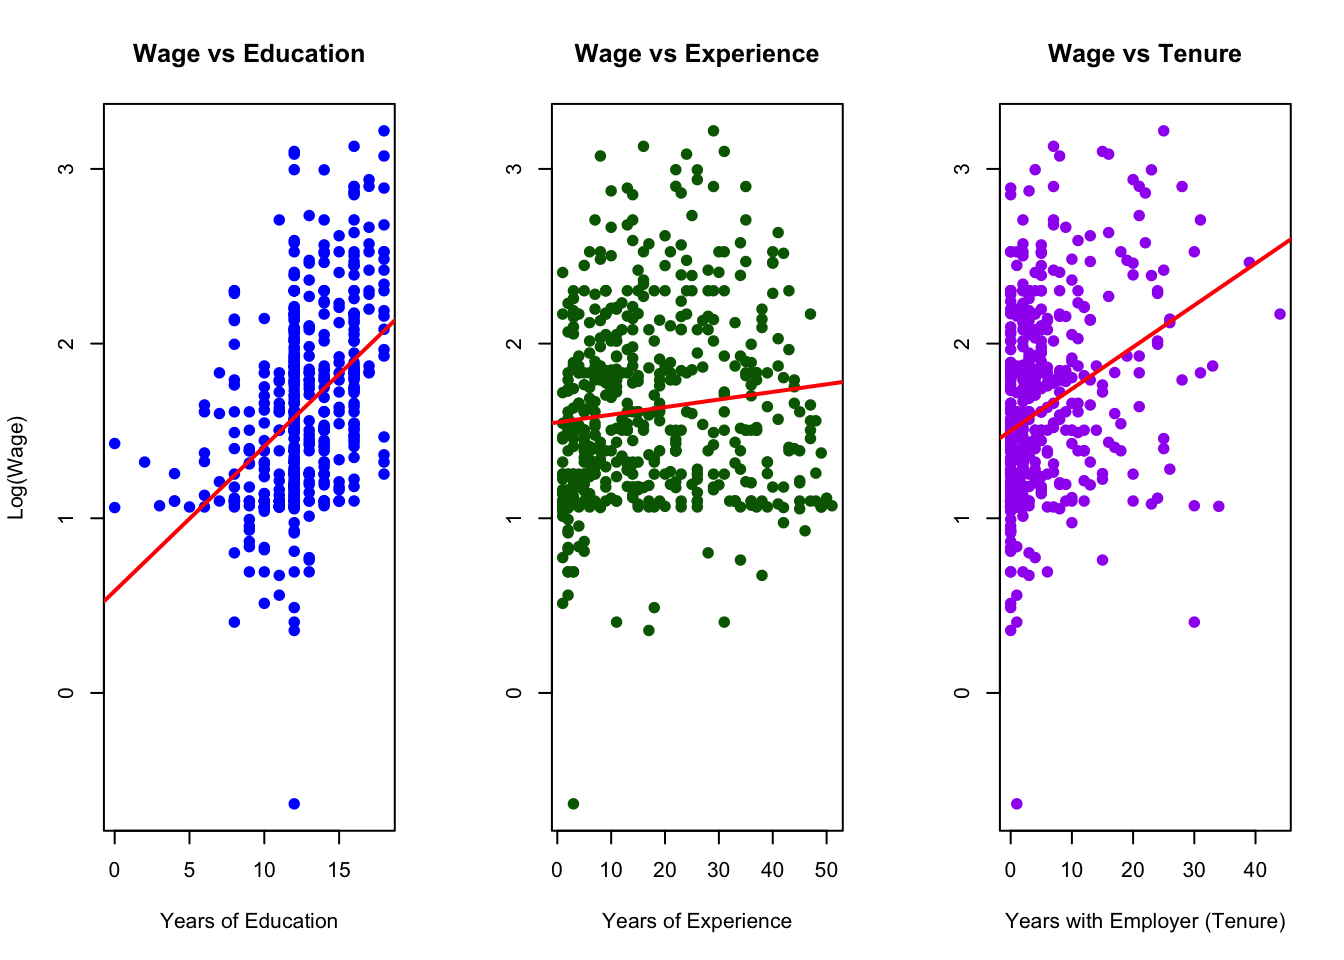 Wage vs Education
Wage vs Experience
Wage vs Tenure
Log(Wage)
3
2
1
0
0 5 10 15
Years of Education
3
2
1
0
0 10 20 30 40 50
Years of Experience
3
2
1
0
0 10 20 30 40
Years with Employer (Tenure)